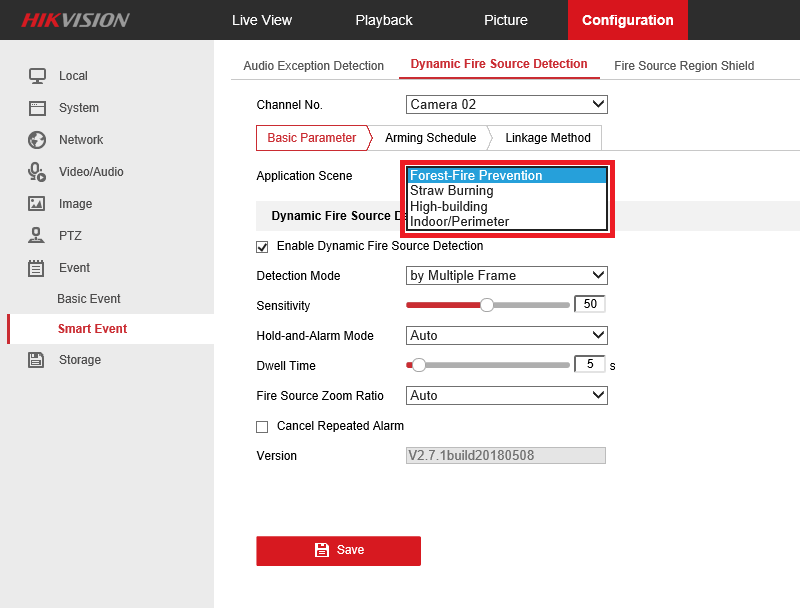 HIKVISION Live View Playback Picture Configuration
Local
System
Network
Video/Audio
Image
PTZ
Event
Basic Event
Smart Event
Storage
Audio Exception Detection Dynamic Fire Source Detection Fire Source Region Shield
Channel No. Camera 02
Basic Parameter Arming Schedule Linkage Method
Application Scene Forest-Fire Prevention
Straw Burning
High-building
Indoor/Perimeter
Dynamic Fire Source De
Enable Dynamic Fire Source Detection
Detection Mode by Multiple Frame
Sensitivity 50
Hold-and-Alarm Mode Auto
Dwell Time 5 s
Fire Source Zoom Ratio Auto
Cancel Repeated Alarm
Version V2.7.1build20180508
Save